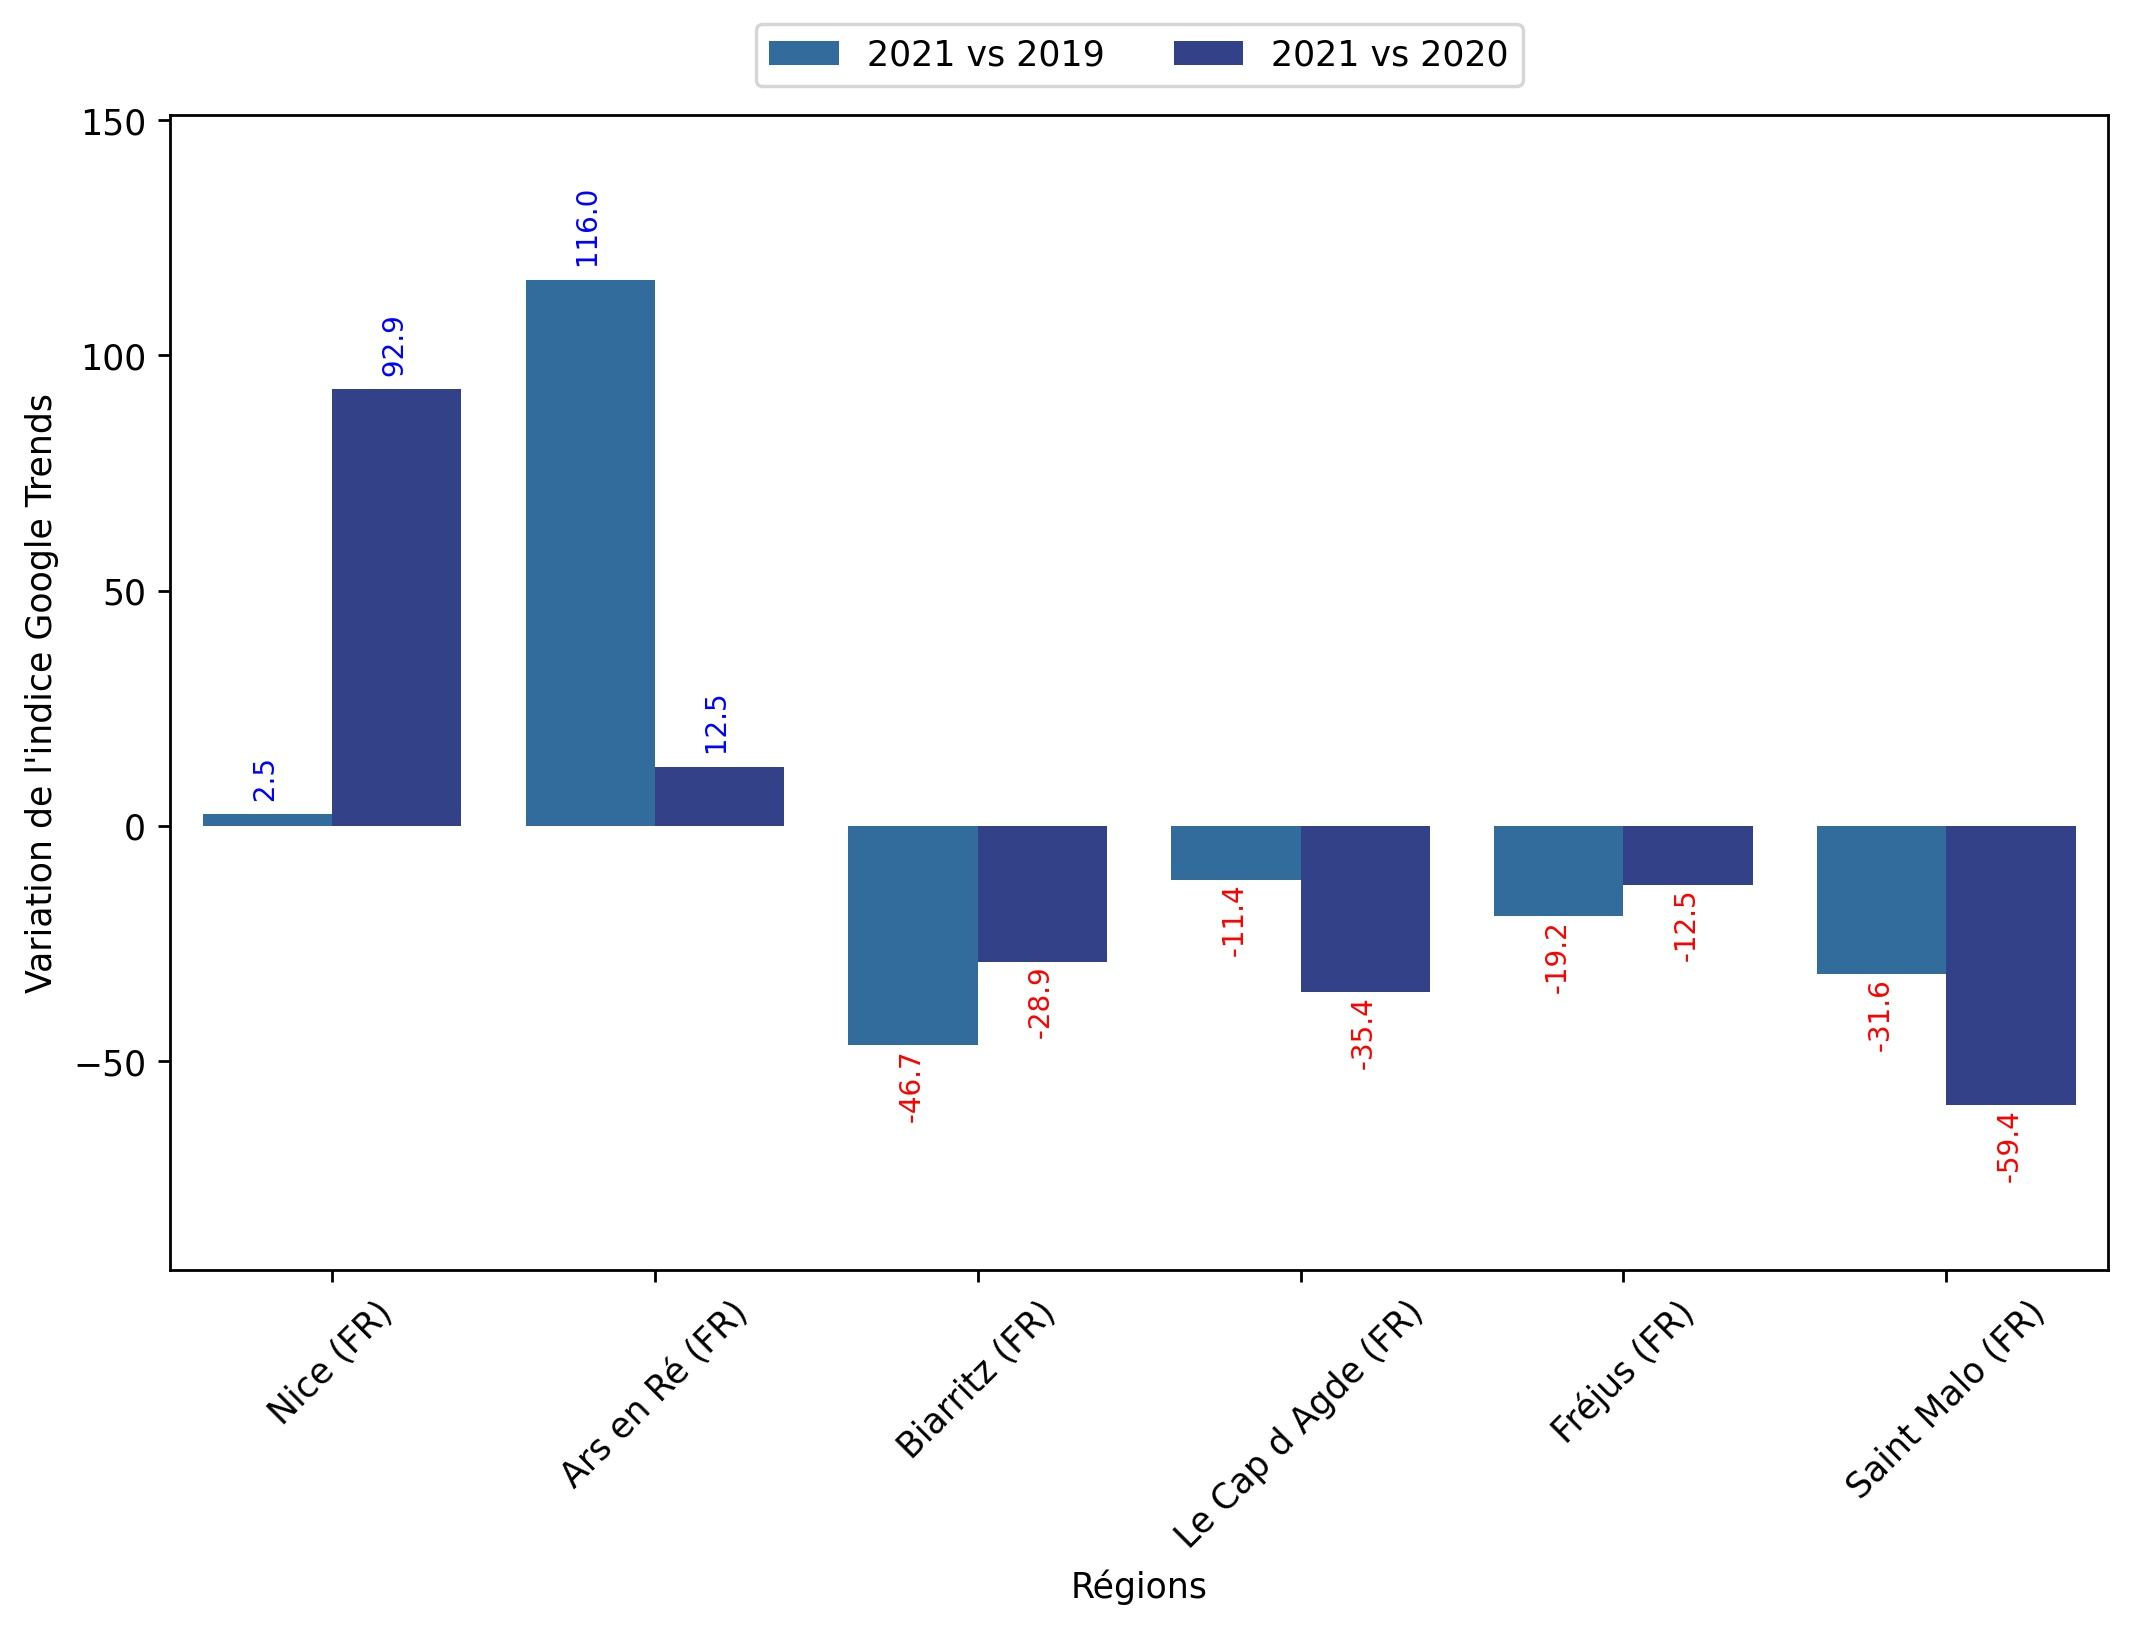 2021 vs 2019 2021 vs 2020
Variation de l'indice Google Trends
150
100
50
0
−50
2.5
92.9
116.0
12.5
-46.7
-28.9
-11.4
-35.4
-19.2
-12.5
-31.6
-59.4
Nice (FR)
Ars en Ré (FR)
Biarritz (FR)
Le Cap d Agde (FR)
Fréjus (FR)
Saint Malo (FR)
Régions